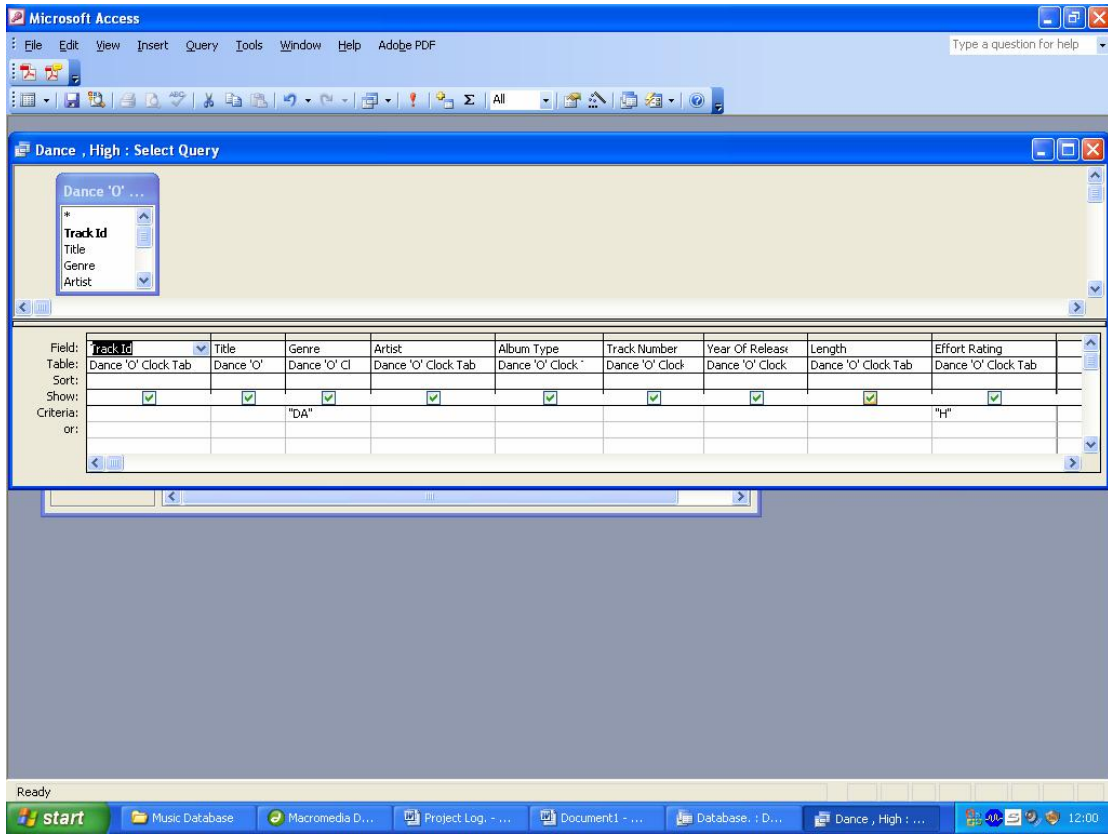 Microsoft Access
File Edit View Insert Query Tools Window Help Adobe PDF Type a question for help
All
Dance , High : Select Query
Dance 'O' ...
*
Track Id
Title
Genre
Artist
Field: Track Id Title Genre Artist Album Type Track Number Year Of Release Length Effort Rating
Table: Dance 'O' Clock Tab Dance 'O' Dance 'O' Cl Dance 'O' Clock Tab Dance 'O' Clock Dance 'O' Clock Dance 'O' Clock Dance 'O' Clock Tab Dance 'O' Clock Tab
Sort:
Show:
Criteria: "DA" "H"
or:
Ready
start Music Database Macromedia D... Project Log. - ... Document1 - ... Database. : D... Dance , High : ... 12:00